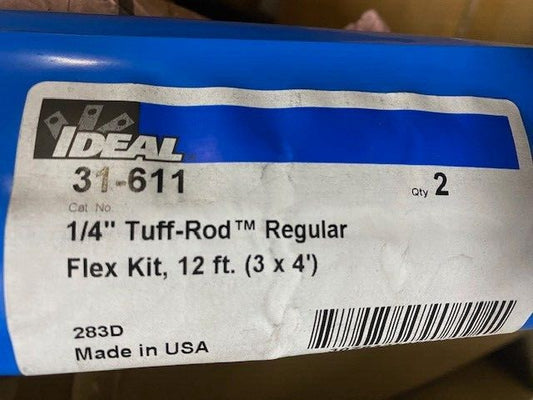 IDEAL
31-611
Qty 2
Cat No.
1/4" Tuff-Rod™ Regular
Flex Kit, 12 ft. (3 x 4')
283D
Made in USA